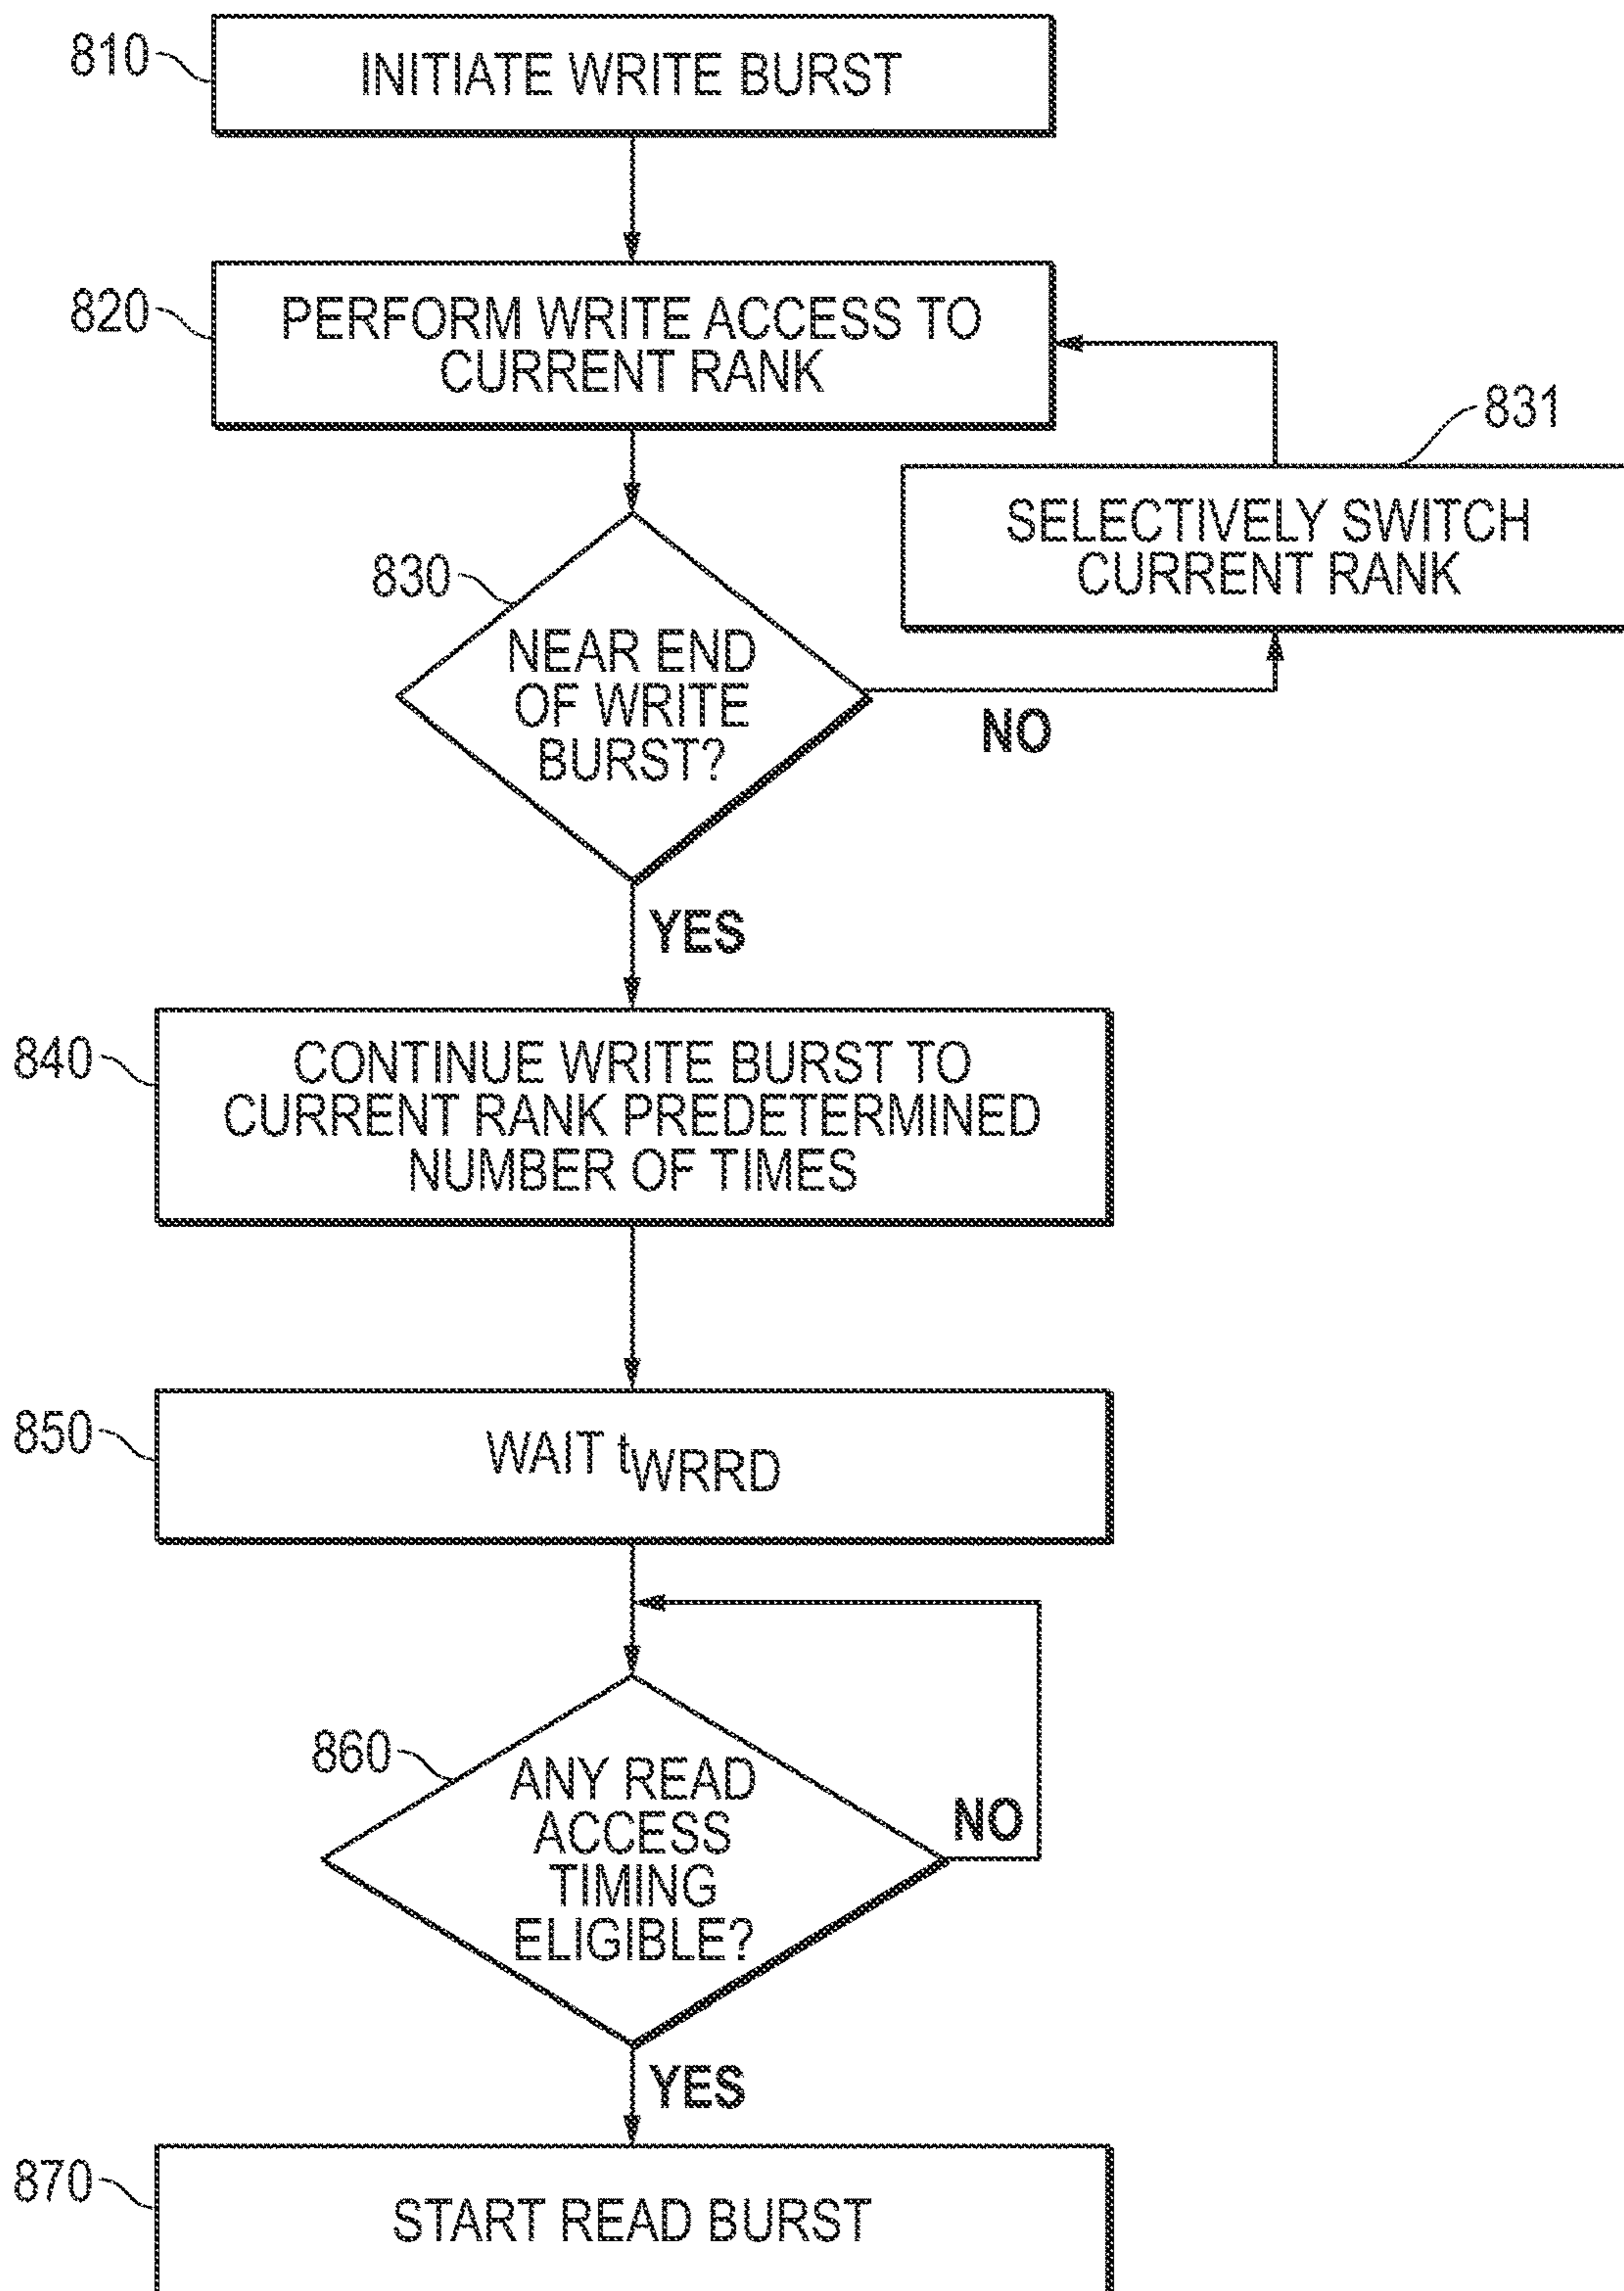 810
INITIATE WRITE BURST
820
PERFORM WRITE ACCESS TO
CURRENT RANK
831
SELECTIVELY SWITCH
CURRENT RANK
830
NEAR END
OF WRITE
BURST?
NO
YES
840
CONTINUE WRITE BURST TO
CURRENT RANK PREDETERMINED
NUMBER OF TIMES
850
WAIT tWRRD
860
ANY READ
ACCESS
TIMING
ELIGIBLE?
NO
YES
870
START READ BURST